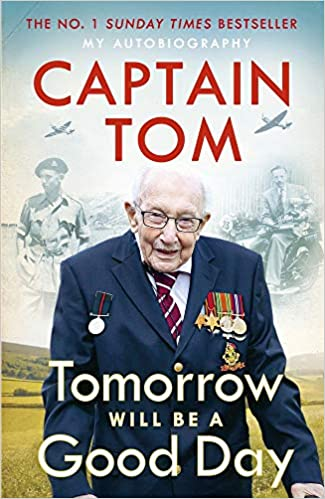 THE NO. 1 SUNDAY TIMES BESTSELLER
MY AUTOBIOGRAPHY
CAPTAIN
TOM
Tomorrow
WILL BE A
Good Day